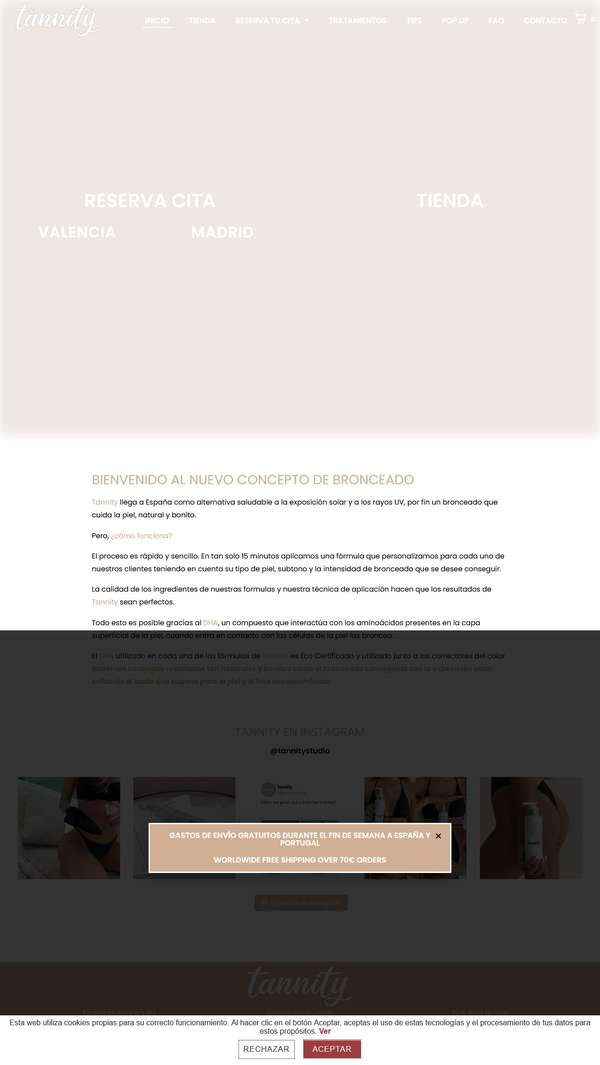 tannity
INICIO TIENDA RESERVA TU CITA TRATAMIENTOS TIPS POP UP FAQ CONTACTO 0
RESERVA CITA TIENDA
VALENCIA MADRID
BIENVENIDO AL NUEVO CONCEPTO DE BRONCEADO
Tannity llega a España como alternativa saludable a la exposición solar y a los rayos UV, por fin un bronceado que
cuida la piel, natural y bonito.
Pero, ¿cómo funciona?
El proceso es rápido y sencillo. En tan solo 15 minutos aplicamos una fórmula que personalizamos para cada uno de
nuestros clientes teniendo en cuenta su tipo de piel, subtono y la intensidad de bronceado que se desee conseguir.
La calidad de los ingredientes de nuestras formulas y nuestra técnica de aplicación hacen que los resultados de
Tannity sean perfectos.
Todo esto es posible gracias al DHA, un compuesto que interactúa con los aminoácidos presentes en la capa
superficial de la piel, cuando entra en contacto con las células de la piel las broncea.
El DHA utilizado en cada una de las fórmulas de Tannity es Eco Certificado y utilizado junto a los correctores del color
TANNITY EN INSTAGRAM
@tannitystudio
GASTOS DE ENVÍO GRATUITOS DURANTE EL FIN DE SEMANA A ESPAÑA Y
PORTUGAL
WORLDWIDE FREE SHIPPING OVER 70€ ORDERS
tannity
Esta web utiliza cookies propias para su correcto funcionamiento. Al hacer clic en el botón Aceptar, aceptas el uso de estas tecnologías y el procesamiento de tus datos para
estos propósitos. Ver
RECHAZAR ACEPTAR